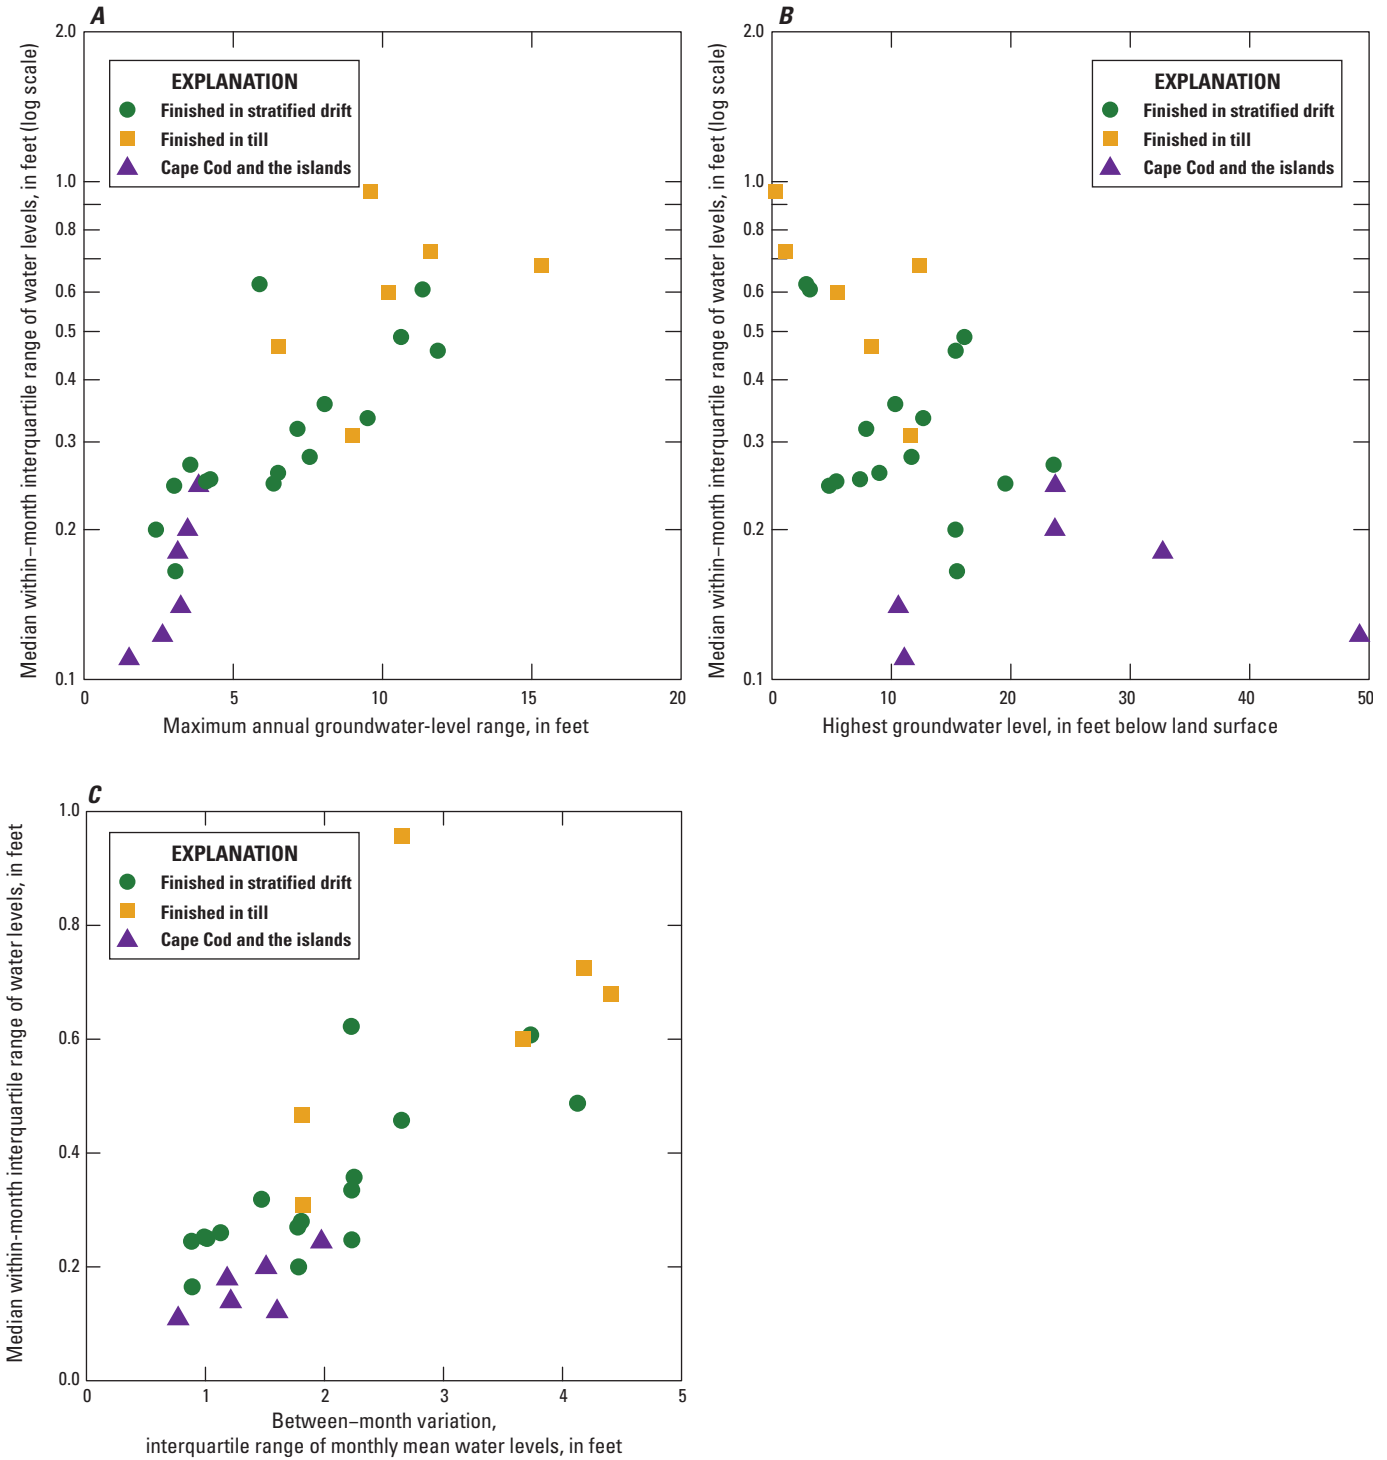 A
Median within–month interquartile range of water levels, in feet (log scale)
2.0
1.0
0.8
0.6
0.5
0.4
0.3
0.2
0.1
EXPLANATION
Finished in stratified drift
Finished in till
Cape Cod and the islands
0 5 10 15 20
Maximum annual groundwater-level range, in feet
B
Median within–month interquartile range of water levels, in feet (log scale)
2.0
1.0
0.8
0.6
0.5
0.4
0.3
0.2
0.1
EXPLANATION
Finished in stratified drift
Finished in till
Cape Cod and the islands
0 10 20 30 40 50
Highest groundwater level, in feet below land surface
C
Median within-month interquartile range of water levels, in feet
1.0
0.8
0.6
0.4
0.2
0.0
EXPLANATION
Finished in stratified drift
Finished in till
Cape Cod and the islands
0 1 2 3 4 5
Between–month variation,
interquartile range of monthly mean water levels, in feet